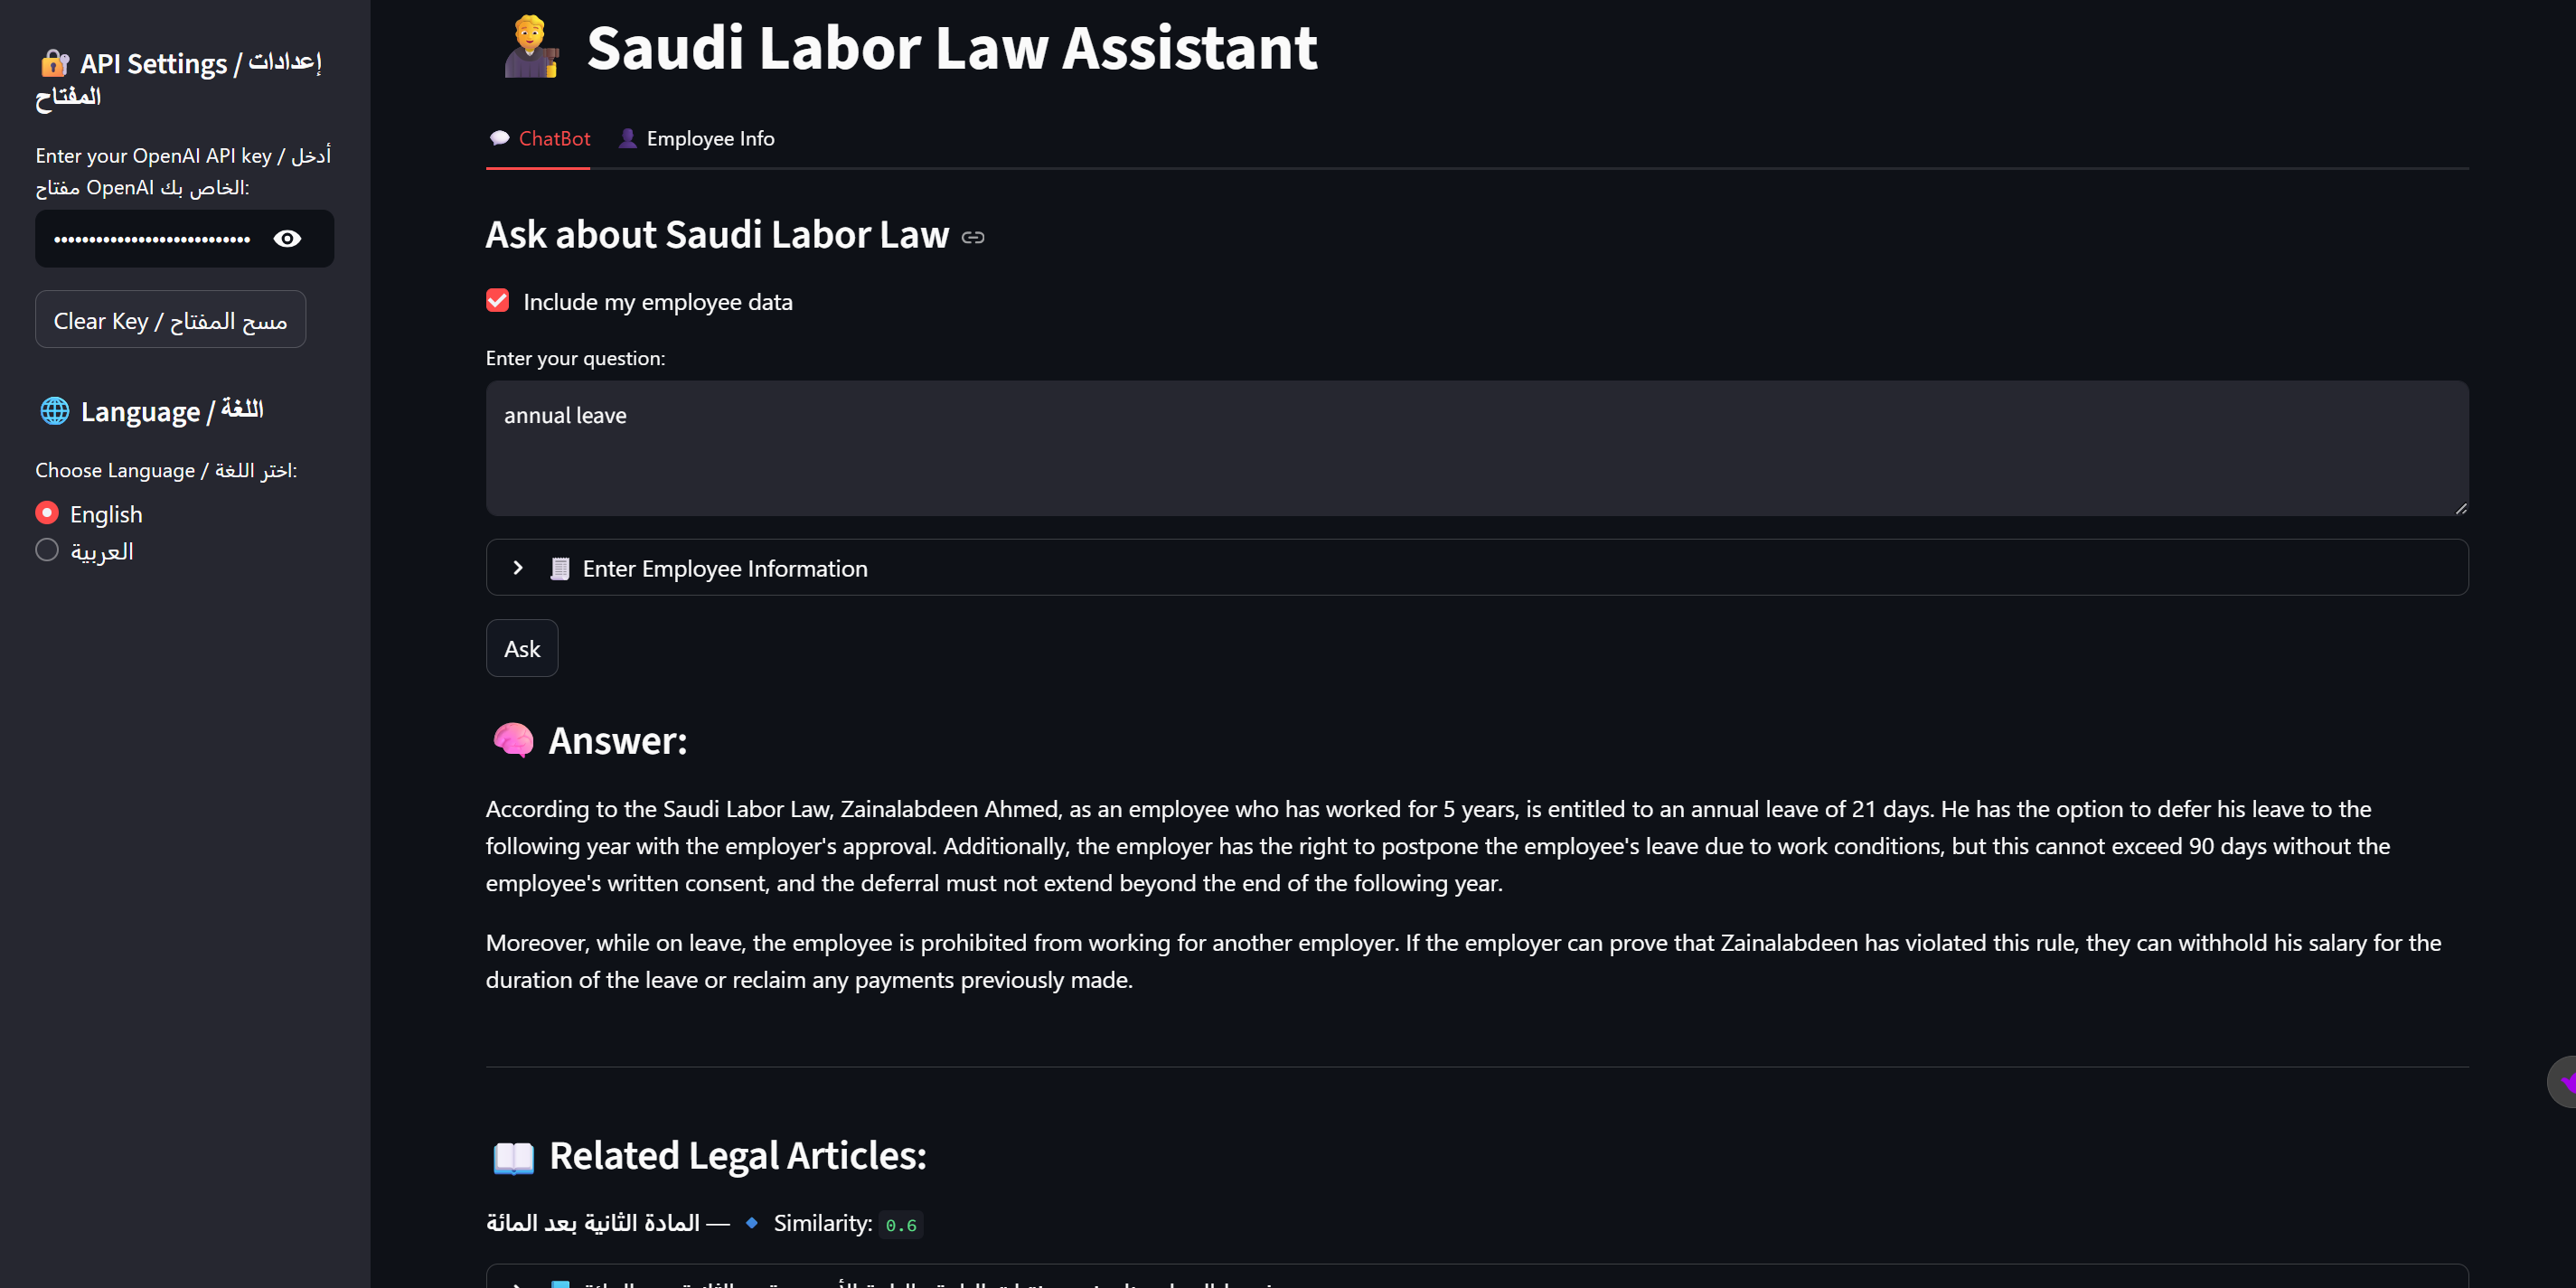 API Settings / إعدادات
المفتاح
Enter your OpenAI API key / أدخل
مفتاح OpenAI الخاص بك:
Clear Key / مسح المفتاح
Language / اللغة
Choose Language / اختر اللغة:
English
العربية
Saudi Labor Law Assistant
ChatBot
Employee Info
Ask about Saudi Labor Law
Include my employee data
Enter your question:
annual leave
Enter Employee Information
Ask
Answer:
According to the Saudi Labor Law, Zainalabdeen Ahmed, as an employee who has worked for 5 years, is entitled to an annual leave of 21 days. He has the option to defer his leave to the
following year with the employer's approval. Additionally, the employer has the right to postpone the employee's leave due to work conditions, but this cannot exceed 90 days without the
employee's written consent, and the deferral must not extend beyond the end of the following year.
Moreover, while on leave, the employee is prohibited from working for another employer. If the employer can prove that Zainalabdeen has violated this rule, they can withhold his salary for the
duration of the leave or reclaim any payments previously made.
Related Legal Articles:
المادة الثانية بعد المائة — Similarity: 0.6